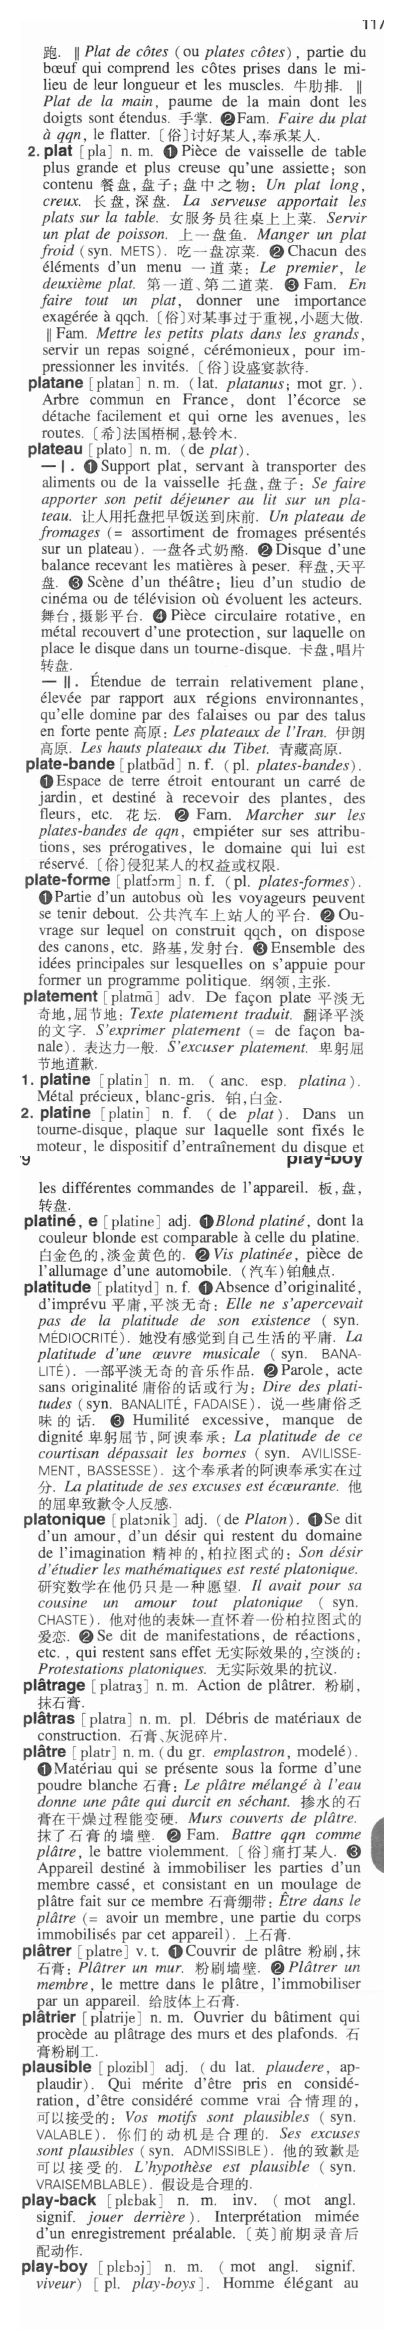 117
跑. ‖ Plat de côtes (ou plates côtes), partie du
bœuf qui comprend les côtes prises dans le mi-
lieu de leur longueur et les muscles. 牛肋排. ‖
Plat de la main, paume de la main dont les
doigts sont étendus. 手掌. ❷Fam. Faire du plat
à qqn, le flatter. 〔俗〕讨好某人,奉承某人.
2. plat [pla] n. m. ❶Pièce de vaisselle de table
plus grande et plus creuse qu'une assiette; son
contenu 餐盘,盘子; 盘中之物: Un plat long,
creux. 长盘,深盘. La serveuse apportait les
plats sur la table. 女服务员往桌上上菜. Servir
un plat de poisson. 上一盘鱼. Manger un plat
froid (syn. METS). 吃一盘凉菜. ❷Chacun des
éléments d'un menu 一道菜: Le premier, le
deuxième plat. 第一道、第二道菜. ❸ Fam. En
faire tout un plat, donner une importance
exagérée à qqch. 〔俗〕对某事过于重视,小题大做.
‖ Fam. Mettre les petits plats dans les grands,
servir un repas soigné, cérémonieux, pour im-
pressionner les invités. 〔俗〕设盛宴款待.
platane [platan] n. m. (lat. platanus; mot gr.).
Arbre commun en France, dont l'écorce se
détache facilement et qui orne les avenues, les
routes. 〔希〕法国梧桐,悬铃木.
plateau [plato] n. m. (de plat).
— I. ❶Support plat, servant à transporter des
aliments ou de la vaisselle 托盘,盘子: Se faire
apporter son petit déjeuner au lit sur un pla-
teau. 让人用托盘把早饭送到床前. Un plateau de
fromages (= assortiment de fromages présentés
sur un plateau). 一盘各式奶酪. ❷Disque d'une
balance recevant les matières à peser. 秤盘,天平
盘. ❸Scène d'un théâtre; lieu d'un studio de
cinéma ou de télévision où évoluent les acteurs.
舞台,摄影平台. ❹Pièce circulaire rotative, en
métal recouvert d'une protection, sur laquelle on
place le disque dans un tourne-disque. 卡盘,唱片
转盘.
— II. Étendue de terrain relativement plane,
élevée par rapport aux régions environnantes,
qu'elle domine par des falaises ou par des talus
en forte pente 高原: Les plateaux de l'Iran. 伊朗
高原. Les hauts plateaux du Tibet. 青藏高原.
plate-bande [platbɑ̃d] n. f. (pl. plates-bandes).
❶Espace de terre étroit entourant un carré de
jardin, et destiné à recevoir des plantes, des
fleurs, etc. 花坛. ❷ Fam. Marcher sur les
plates-bandes de qqn, empiéter sur ses attribu-
tions, ses prérogatives, le domaine qui lui est
réservé. 〔俗〕侵犯某人的权益或权限.
plate-forme [platfɔrm] n. f. (pl. plates-formes).
❶Partie d'un autobus où les voyageurs peuvent
se tenir debout. 公共汽车上站人的平台. ❷Ou-
vrage sur lequel on construit qqch, on dispose
des canons, etc. 路基,发射台. ❸Ensemble des
idées principales sur lesquelles on s'appuie pour
former un programme politique. 纲领,主张.
platement [platmɑ̃] adv. De façon plate 平淡无
奇地,屈节地: Texte platement traduit. 翻译平淡
的文字. S'exprimer platement (= de façon ba-
nale). 表达力一般. S'excuser platement. 卑躬屈
节地道歉.
1. platine [platin] n. m. (anc. esp. platina).
Métal précieux, blanc-gris. 铂,白金.
2. platine [platin] n. f. (de plat). Dans un
tourne-disque, plaque sur laquelle sont fixés le
moteur, le dispositif d'entraînement du disque et
9 play-boy
les différentes commandes de l'appareil. 板,盘,
转盘.
platiné, e [platine] adj. ❶Blond platiné, dont la
couleur blonde est comparable à celle du platine.
白金色的,淡金黄色的. ❷Vis platinée, pièce de
l'allumage d'une automobile. (汽车)铂触点.
platitude [platityd] n. f. ❶Absence d'originalité,
d'imprévu 平庸,平淡无奇: Elle ne s'apercevait
pas de la platitude de son existence (syn.
MÉDIOCRITÉ). 她没有感觉到自己生活的平庸. La
platitude d'une œuvre musicale (syn. BANA-
LITÉ). 一部平淡无奇的音乐作品. ❷Parole, acte
sans originalité 庸俗的话或行为: Dire des plati-
tudes (syn. BANALITÉ, FADAISE). 说一些庸俗乏
味的话. ❸ Humilité excessive, manque de
dignité 卑躬屈节,阿谀奉承: La platitude de ce
courtisan dépassait les bornes (syn. AVILISSE-
MENT, BASSESSE). 这个奉承者的阿谀奉承实在过
分. La platitude de ses excuses est écœurante. 他
的屈卑致歉令人反感.
platonique [platɔnik] adj. (de Platon). ❶Se dit
d'un amour, d'un désir qui restent du domaine
de l'imagination 精神的,柏拉图式的: Son désir
d'étudier les mathématiques est resté platonique.
研究数学在他仍只是一种愿望. Il avait pour sa
cousine un amour tout platonique (syn.
CHASTE). 他对他的表妹一直怀着一份柏拉图式的
爱恋. ❷Se dit de manifestations, de réactions,
etc., qui restent sans effet 无实际效果的,空淡的:
Protestations platoniques. 无实际效果的抗议.
plâtrage [platraʒ] n. m. Action de plâtrer. 粉刷,
抹石膏.
plâtras [platra] n. m. pl. Débris de matériaux de
construction. 石膏、灰泥碎片.
plâtre [platr] n. m. (du gr. emplastron, modelé).
❶Matériau qui se présente sous la forme d'une
poudre blanche 石膏: Le plâtre mélangé à l'eau
donne une pâte qui durcit en séchant. 掺水的石
膏在干燥过程能变硬. Murs couverts de plâtre.
抹了石膏的墙壁. ❷ Fam. Battre qqn comme
plâtre, le battre violemment. 〔俗〕痛打某人. ❸
Appareil destiné à immobiliser les parties d'un
membre cassé, et consistant en un moulage de
plâtre fait sur ce membre 石膏绷带: Être dans le
plâtre (= avoir un membre, une partie du corps
immobilisés par cet appareil). 上石膏.
plâtrer [platre] v. t. ❶Couvrir de plâtre 粉刷,抹
石膏: Plâtrer un mur. 粉刷墙壁. ❷Plâtrer un
membre, le mettre dans le plâtre, l'immobiliser
par un appareil. 给肢体上石膏.
plâtrier [platrije] n. m. Ouvrier du bâtiment qui
procède au plâtrage des murs et des plafonds. 石
膏粉刷工.
plausible [plozibl] adj. (du lat. plaudere, ap-
plaudir). Qui mérite d'être pris en considé-
ration, d'être considéré comme vrai 合情理的,
可以接受的: Vos motifs sont plausibles (syn.
VALABLE). 你们的动机是合理的. Ses excuses
sont plausibles (syn. ADMISSIBLE). 他的致歉是
可以接受的. L'hypothèse est plausible (syn.
VRAISEMBLABLE). 假设是合理的.
play-back [plɛbak] n. m. inv. (mot angl.
signif. jouer derrière). Interprétation mimée
d'un enregistrement préalable. 〔英〕前期录音后
配动作.
play-boy [plɛbɔj] n. m. (mot angl. signif.
viveur) [pl. play-boys]. Homme élégant au